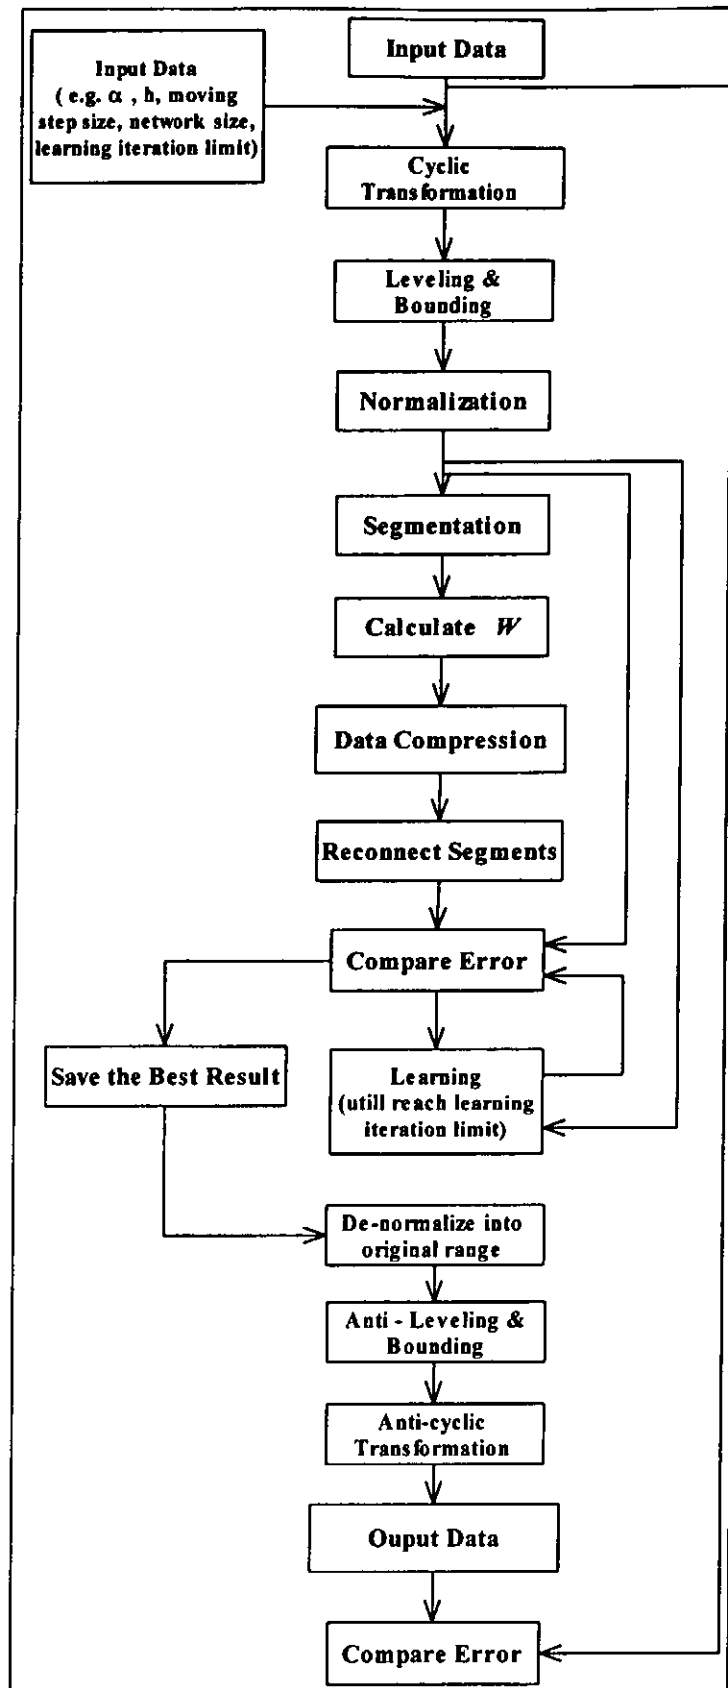 Input Data
Input Data
( e.g. α , h, moving
step size, network size,
learning iteration limit)
Cyclic
Transformation
Leveling &
Bounding
Normalization
Segmentation
Calculate W
Data Compression
Reconnect Segments
Compare Error
Save the Best Result
Learning
(utill reach learning
iteration limit)
De-normalize into
original range
Anti - Leveling &
Bounding
Anti-cyclic
Transformation
Ouput Data
Compare Error